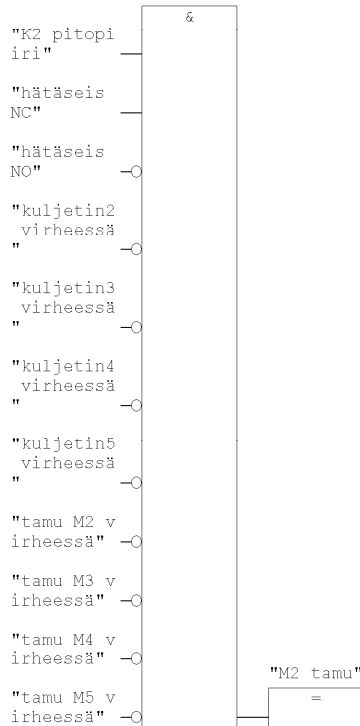 &
"K2 pitopi
iri"
"hätäseis
NC"
"hätäseis
NO"
"kuljetin2
virheessä
"
"kuljetin3
virheessä
"
"kuljetin4
virheessä
"
"kuljetin5
virheessä
"
"tamu M2 v
irheessä"
"tamu M3 v
irheessä"
"tamu M4 v
irheessä"
"M2 tamu"
"tamu M5 v
=
irheessä"